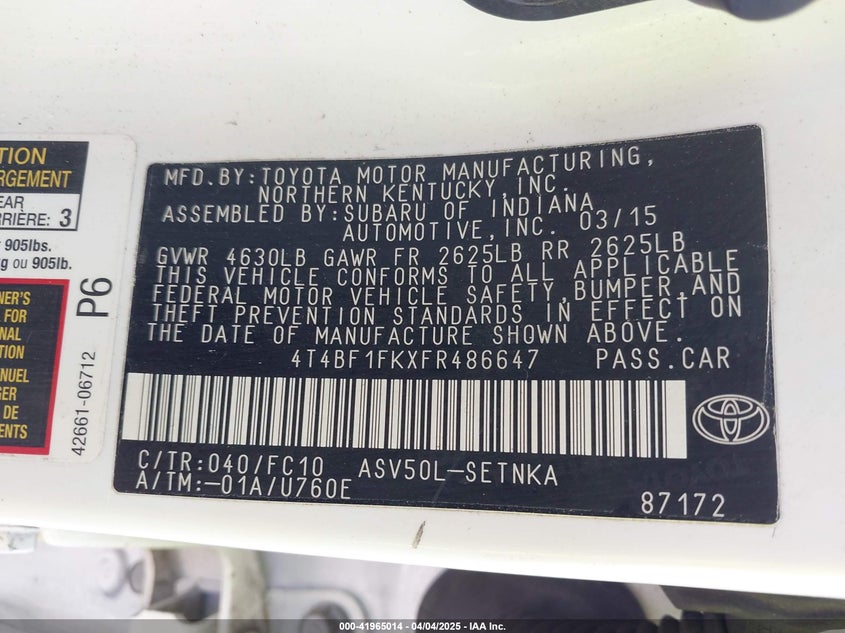 TION
RGEMENT
EAR
RRIÈRE: 3
905lbs.
kg ou 905lb.
NER'S
FOR
NAL
TION
ANUEL
GER
DE
MENTS
42661-06712
P6
MFD.BY:TOYOTA MOTOR MANUFACTURING,
NORTHERN KENTUCKY,INC.
ASSEMBLED BY:SUBARU OF INDIANA
AUTOMOTIVE,INC. 03/15
GVWR 4630LB GAWR FR 2625LB RR 2625LB
THIS VEHICLE CONFORMS TO ALL APPLICABLE
FEDERAL MOTOR VEHICLE SAFETY,BUMPER,AND
THEFT PREVENTION STANDARDS IN EFFECT ON
THE DATE OF MANUFACTURE SHOWN ABOVE.
4T4BF1FKXFR486647 PASS.CAR
C/TR:040/FC10 ASV50L-SETNKA
A/TM:-01A/U760E
87172
000-41965014 - 04/04/2025 - IAA Inc.